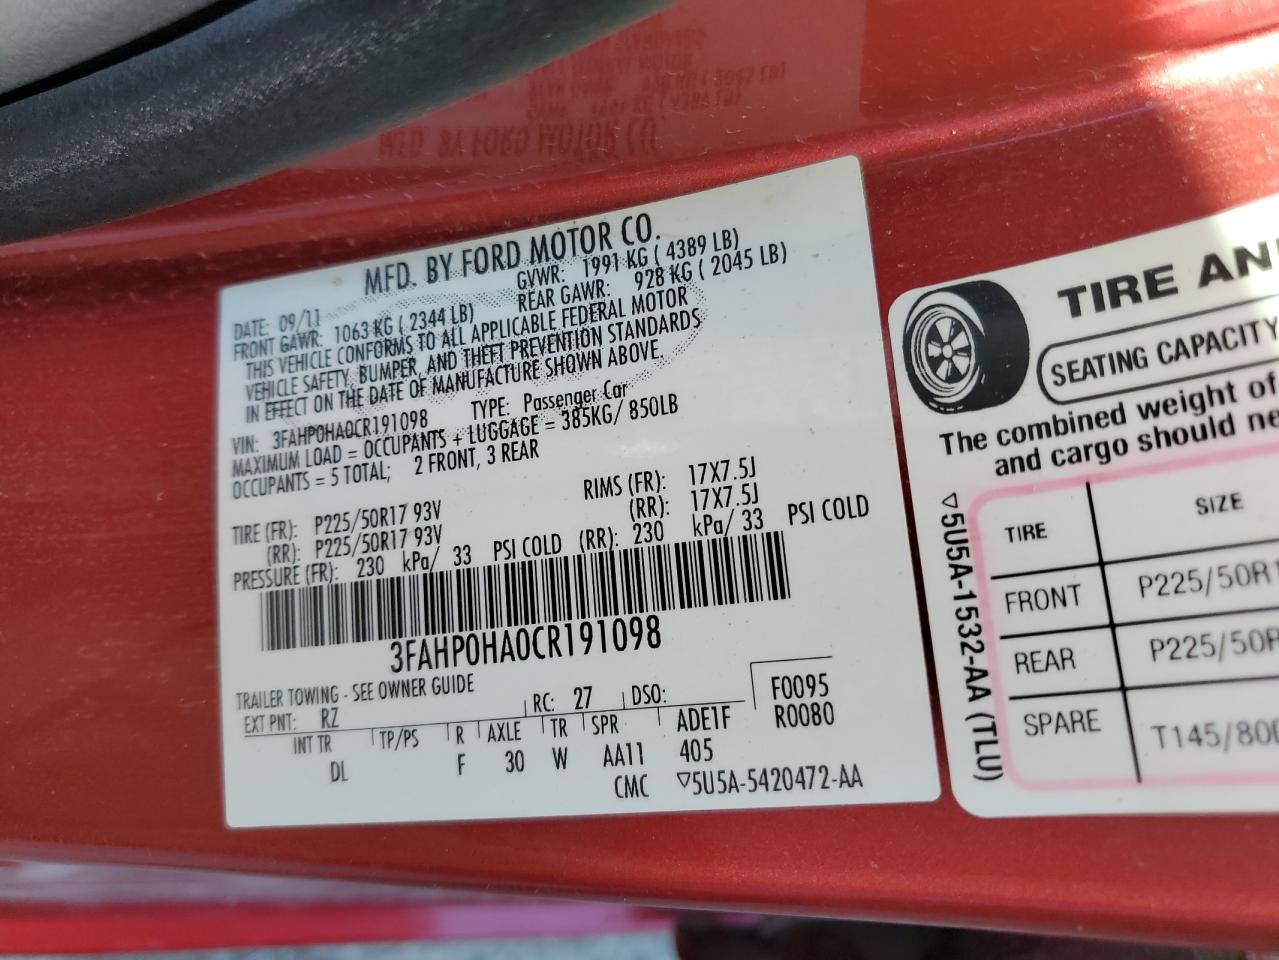 MFD. BY FORD MOTOR CO.
DATE: 09/11 GVWR: 1991 KG ( 4389 LB)
FRONT GAWR: 1063 KG ( 2344 LB) REAR GAWR: 928 KG ( 2045 LB)
THIS VEHICLE CONFORMS TO ALL APPLICABLE FEDERAL MOTOR
VEHICLE SAFETY, BUMPER, AND THEFT PREVENTION STANDARDS
IN EFFECT ON THE DATE OF MANUFACTURE SHOWN ABOVE.
VIN: 3FAHP0HA0CR191098 TYPE: Passenger Car
MAXIMUM LOAD = OCCUPANTS + LUGGAGE = 385KG/ 850LB
OCCUPANTS = 5 TOTAL; 2 FRONT, 3 REAR
TIRE (FR): P225/50R17 93V RIMS (FR): 17X7.5J
(RR): P225/50R17 93V (RR): 17X7.5J
PRESSURE (FR): 230 kPa/ 33 PSI COLD (RR): 230 kPa/ 33 PSI COLD
3FAHP0HA0CR191098
TRAILER TOWING - SEE OWNER GUIDE
EXT PNT: RZ RC: 27 DSO: F0095
INT TR TP/PS R AXLE TR SPR ADE1F R0080
DL F 30 W AA11 405
CMC ▽5U5A-5420472-AA
TIRE AN
SEATING CAPACITY
The combined weight of
and cargo should ne
TIRE SIZE
FRONT P225/50R1
REAR P225/50R
SPARE T145/80
▽5U5A-1532-AA (TLU)